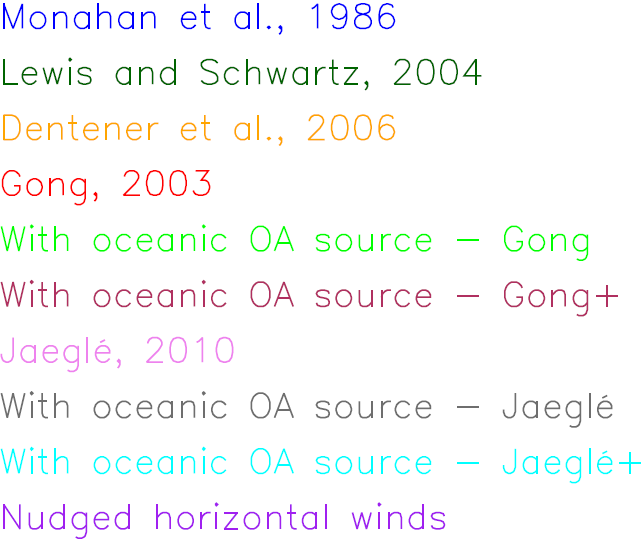 Monahan et al., 1986
Lewis and Schwartz, 2004
Dentener et al., 2006
Gong, 2003
With oceanic OA source − Gong
With oceanic OA source − Gong+
Jaeglé, 2010
With oceanic OA source − Jaeglé
With oceanic OA source − Jaeglé+
Nudged horizontal winds